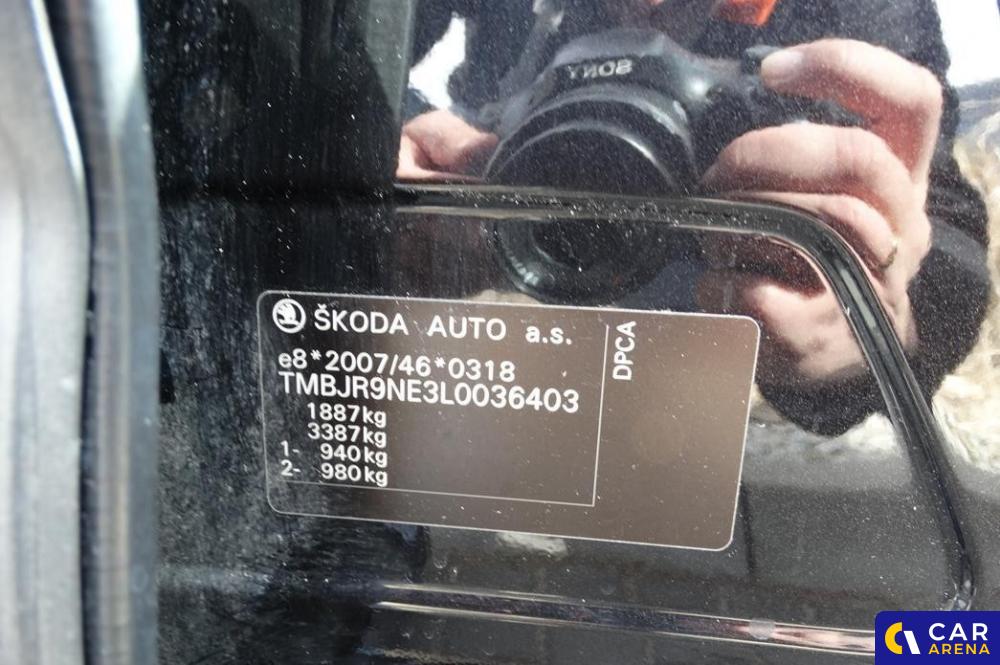 ŠKODA AUTO a.s.
e8*2007/46*0318
TMBJR9NE3L0036403
1887kg
3387kg
1- 940kg
2- 980kg
DPCA
SONY
CAR
ARENA